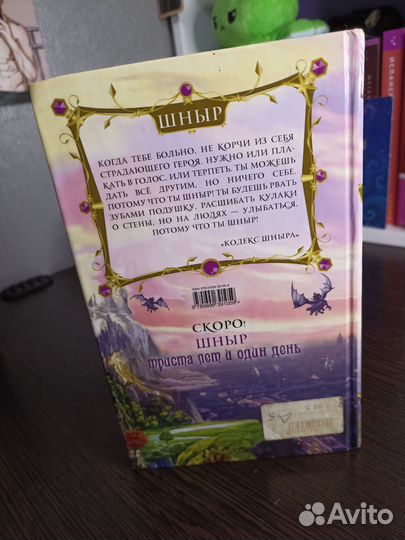 ШНЫР
КОГДА ТЕБЕ БОЛЬНО, НЕ КОРЧИ ИЗ СЕБЯ
СТРАДАЮЩЕГО ГЕРОЯ. НУЖНО ИЛИ ПЛА-
КАТЬ В ГОЛОС, ИЛИ ТЕРПЕТЬ. ТЫ МОЖЕШЬ
ДАТЬ ВСЁ ДРУГИМ, НО НИЧЕГО СЕБЕ.
ПОТОМУ ЧТО ТЫ ШНЫР! ТЫ БУДЕШЬ РВАТЬ
ЗУБАМИ ПОДУШКУ, РАСШИБАТЬ КУЛАКИ
О СТЕНЫ, НО НА ЛЮДЯХ — УЛЫБАТЬСЯ.
ПОТОМУ ЧТО ТЫ ШНЫР!
«КОДЕКС ШНЫРА»
СКОРО!
ШНЫР
ТРИСТА ЛЕТ И ОДИН ДЕНЬ
Avito